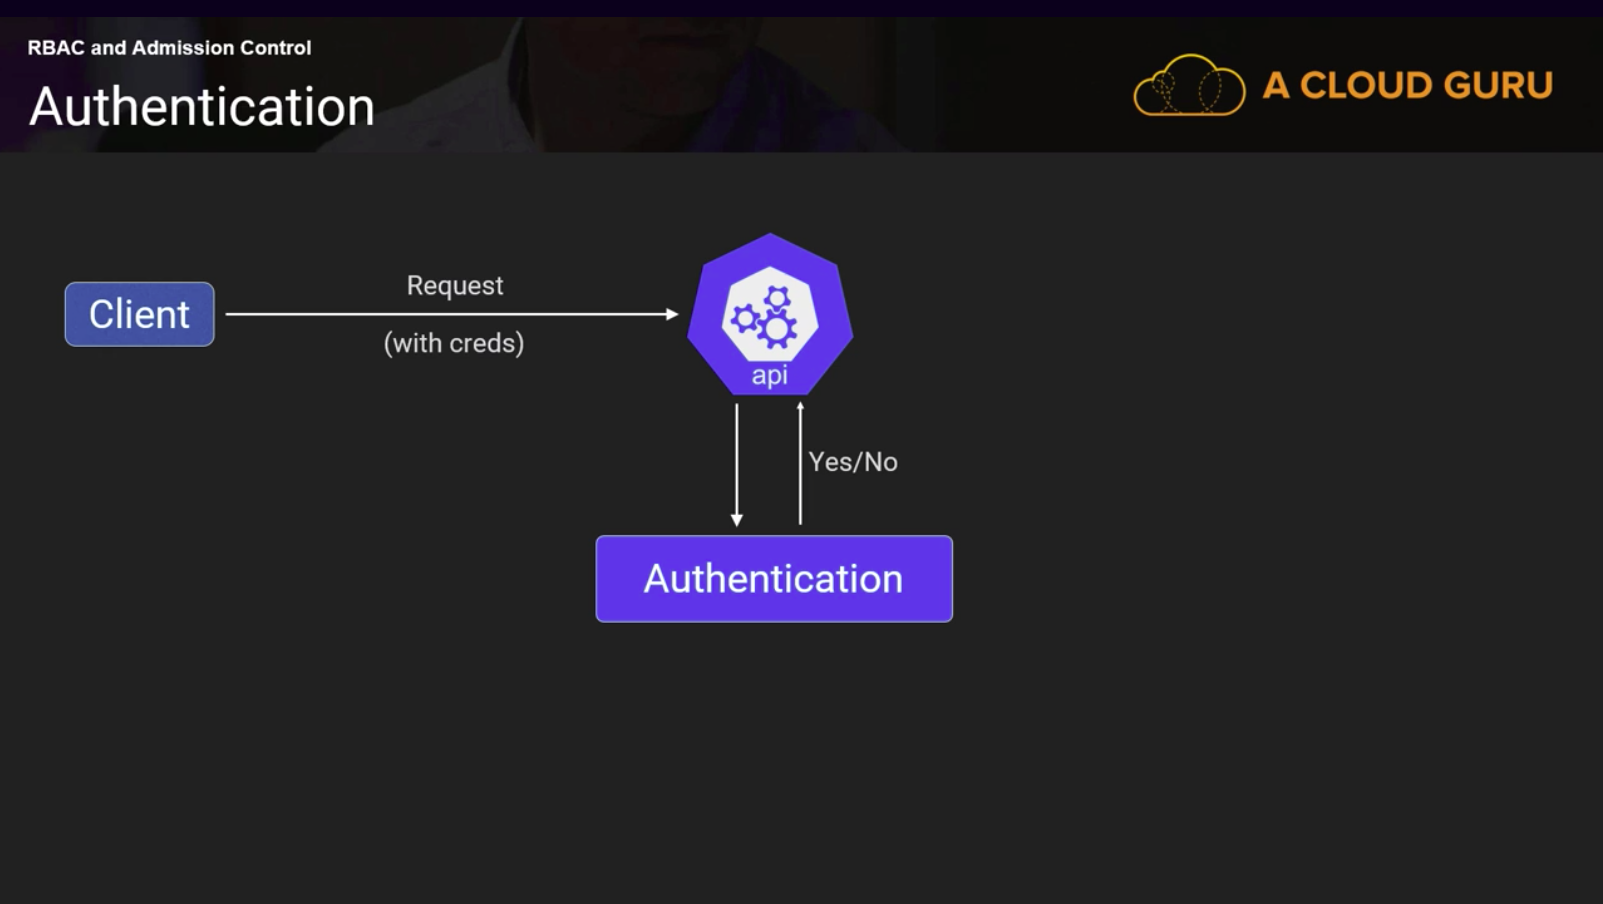 RBAC and Admission Control
Authentication
A CLOUD GURU
Client
Request
(with creds)
api
Yes/No
Authentication